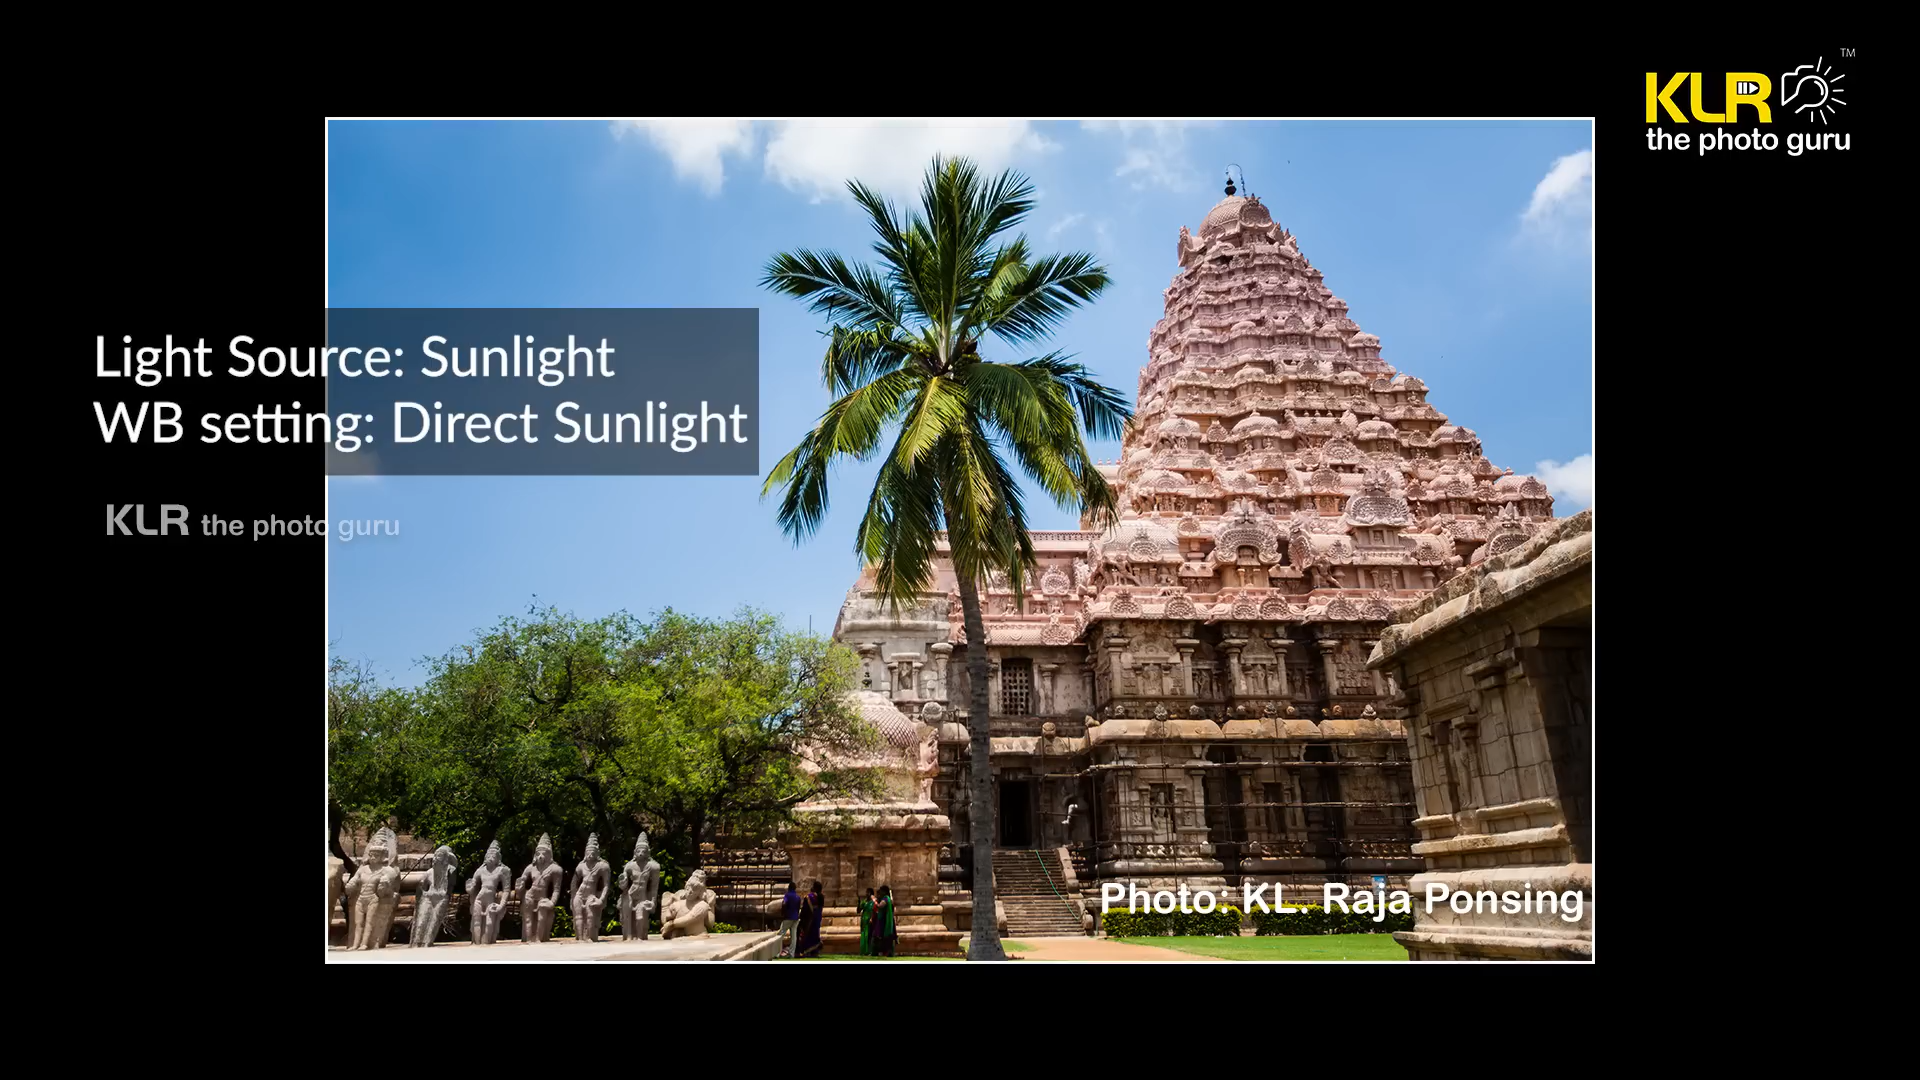 KLR
TM
the photo guru
Light Source: Sunlight
WB setting: Direct Sunlight
KLR the photo guru
Photo: KL. Raja Ponsing